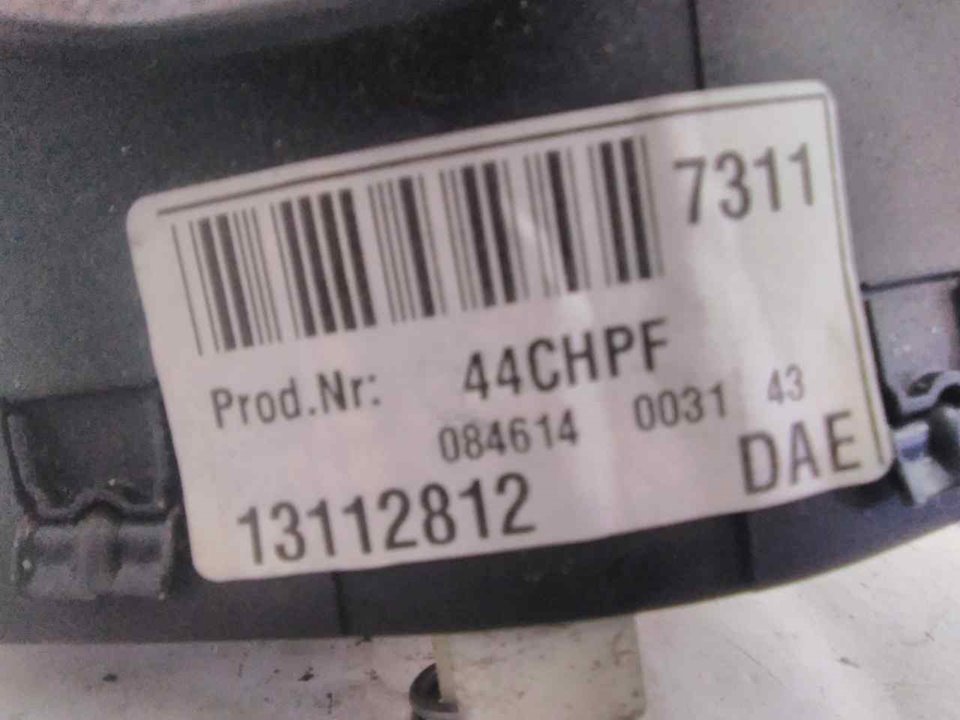 7311
Prod.Nr: 44CHPF
084614 0031 43
13112812 DAE